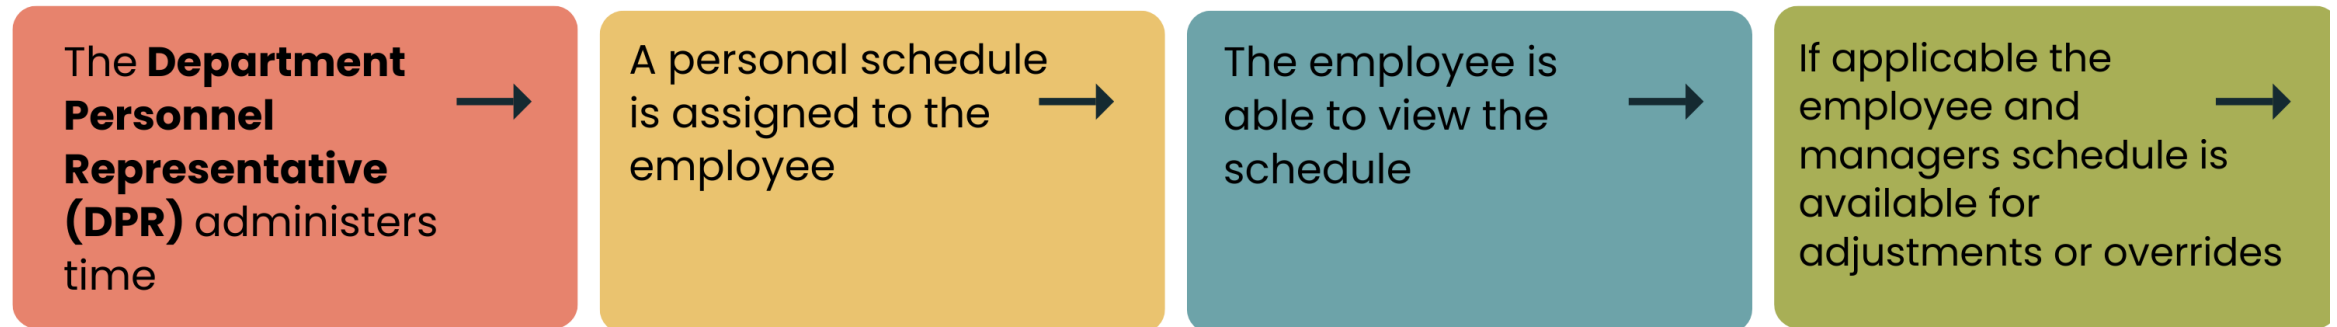 The Department
Personnel
Representative
(DPR) administers
time
A personal schedule
is assigned to the
employee
The employee is
able to view the
schedule
If applicable the
employee and
managers schedule is
available for
adjustments or overrides